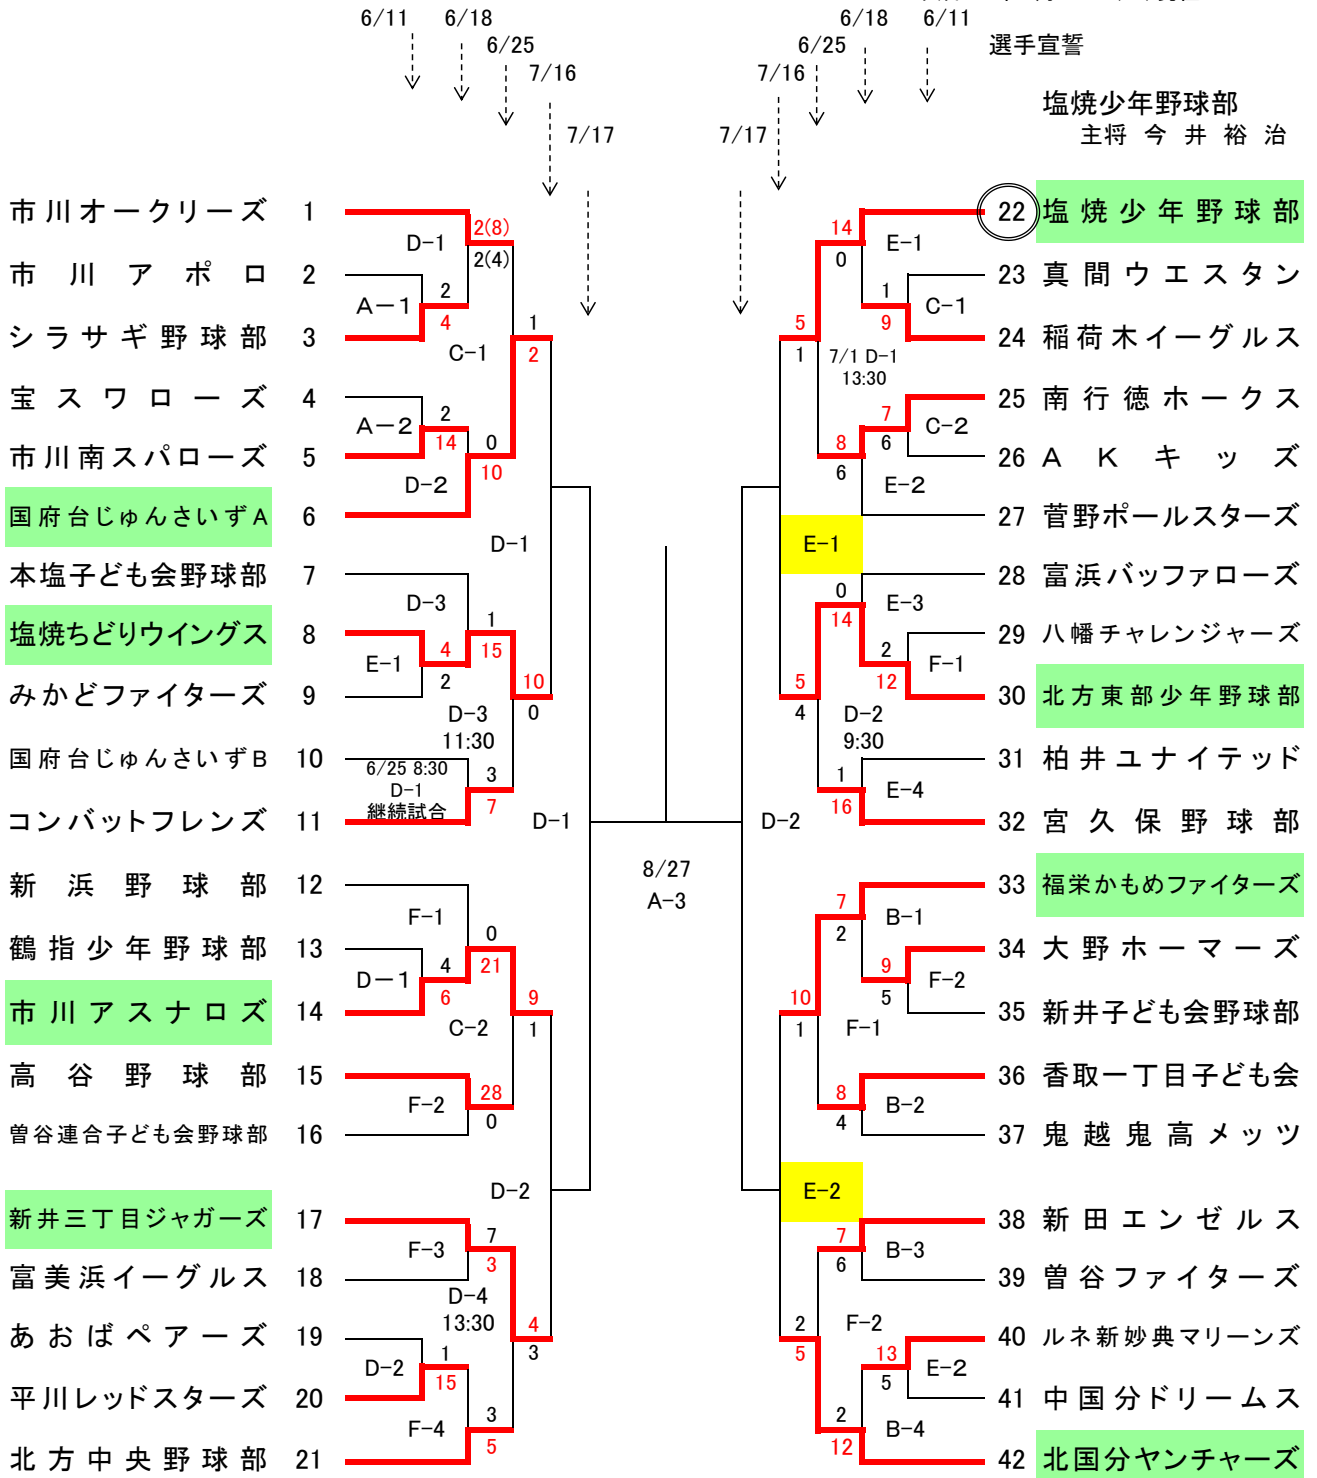 6/11 6/18 6/18 6/11
6/25 6/25 選手宣誓
7/16 7/16
塩焼少年野球部
7/17 7/17 主将 今 井 裕 治
市川オークリーズ 1
D-1
2(8)
2(4)
市川アポロ 2
A-1
2
4
シラサギ野球部 3
C-1
1
2
宝スワローズ 4
A-2
2
14
市川南スパローズ 5
0
10
D-2
国府台じゅんさいずA 6
D-1
本塩子ども会野球部 7
D-3
1
15
塩焼ちどりウイングス 8
E-1
4
2
みかどファイターズ 9
10
0
D-3
11:30
国府台じゅんさいずB 10
6/25 8:30
D-1
継続試合
3
7
コンバットフレンズ 11
D-1
新浜野球部 12
F-1
0
21
鶴指少年野球部 13
D-1
4
6
市川アスナロズ 14
C-2
9
1
高谷野球部 15
F-2
28
0
曽谷連合子ども会野球部 16
D-2
新井三丁目ジャガーズ 17
F-3
7
3
富美浜イーグルス 18
D-4
13:30
4
3
あおばペアーズ 19
D-2
1
15
平川レッドスターズ 20
F-4
3
5
北方中央野球部 21
8/27
A-3
22 塩焼少年野球部
14
0
E-1
23 真間ウエスタン
1
9
C-1
24 稲荷木イーグルス
5
1
7/1 D-1
13:30
25 南行徳ホークス
7
6
C-2
26 AKキッズ
8
6
E-2
27 菅野ポールスターズ
E-1
28 富浜バッファローズ
0
14
E-3
29 八幡チャレンジャーズ
2
12
F-1
30 北方東部少年野球部
5
4
D-2
9:30
31 柏井ユナイテッド
1
16
E-4
32 宮久保野球部
D-2
33 福栄かもめファイターズ
7
2
B-1
34 大野ホーマーズ
9
5
F-2
35 新井子ども会野球部
10
1
F-1
36 香取一丁目子ども会
8
4
B-2
37 鬼越鬼高メッツ
E-2
38 新田エンゼルス
7
6
B-3
39 曽谷ファイターズ
2
5
F-2
40 ルネ新妙典マリーンズ
13
5
E-2
41 中国分ドリームス
2
12
B-4
42 北国分ヤンチャーズ